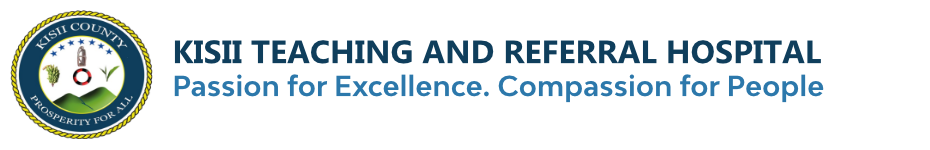 KISII COUNTY
PROSPERITY FOR ALL
KISII TEACHING AND REFERRAL HOSPITAL
Passion for Excellence. Compassion for People